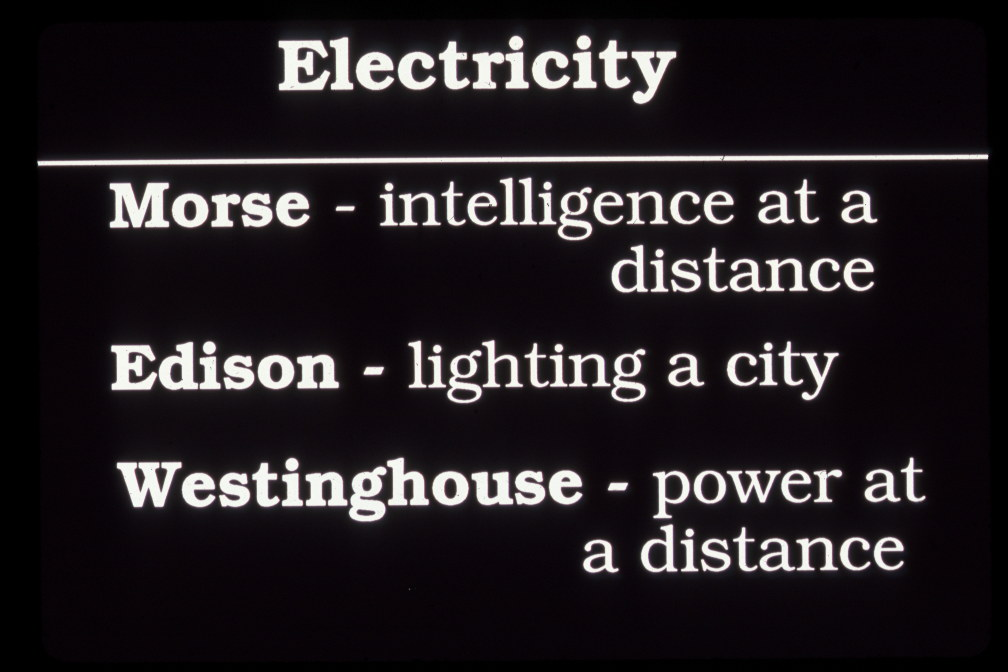 Electricity
Morse - intelligence at a
distance
Edison - lighting a city
Westinghouse - power at
a distance